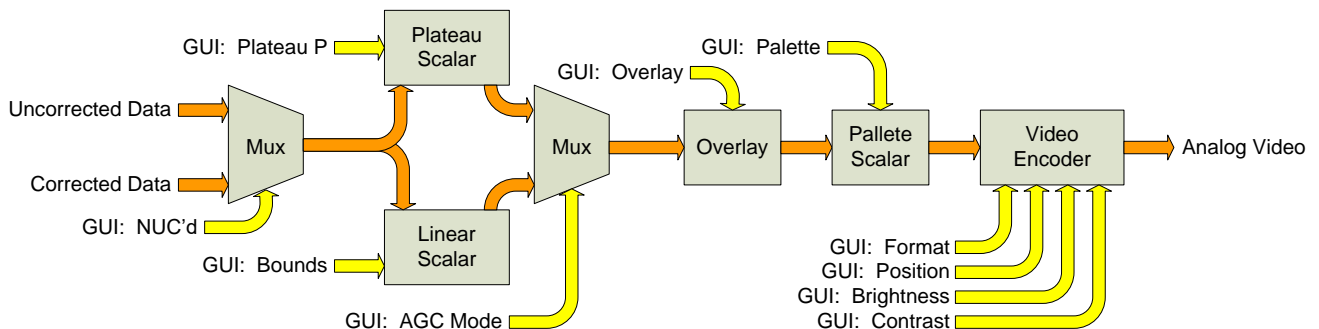 GUI: Plateau P
Plateau
Scalar
GUI: Palette
GUI: Overlay
Uncorrected Data
Corrected Data
Mux
GUI: NUC'd
Mux
Overlay
Pallete
Scalar
Video
Encoder
Analog Video
Linear
Scalar
GUI: Bounds
GUI: AGC Mode
GUI: Format
GUI: Position
GUI: Brightness
GUI: Contrast